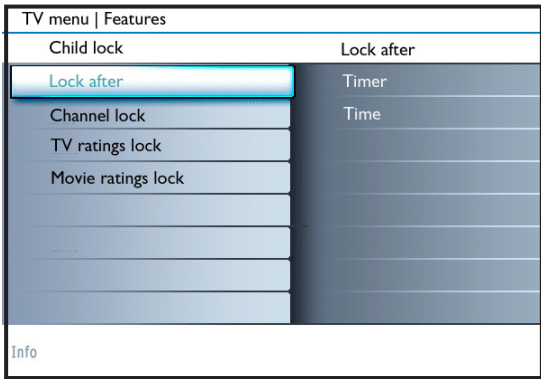 TV menu | Features
Child lock
Lock after
Channel lock
TV ratings lock
Movie ratings lock
Lock after
Timer
Time
Info